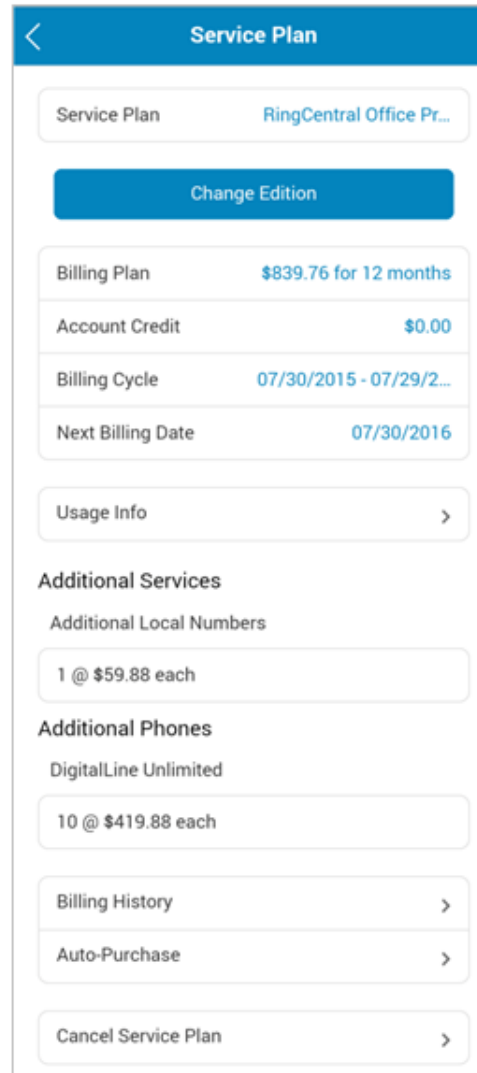 Service Plan
Service Plan RingCentral Office Pr...
Change Edition
Billing Plan $839.76 for 12 months
Account Credit $0.00
Billing Cycle 07/30/2015 - 07/29/2...
Next Billing Date 07/30/2016
Usage Info
Additional Services
Additional Local Numbers
1 @ $59.88 each
Additional Phones
DigitalLine Unlimited
10 @ $419.88 each
Billing History
Auto-Purchase
Cancel Service Plan